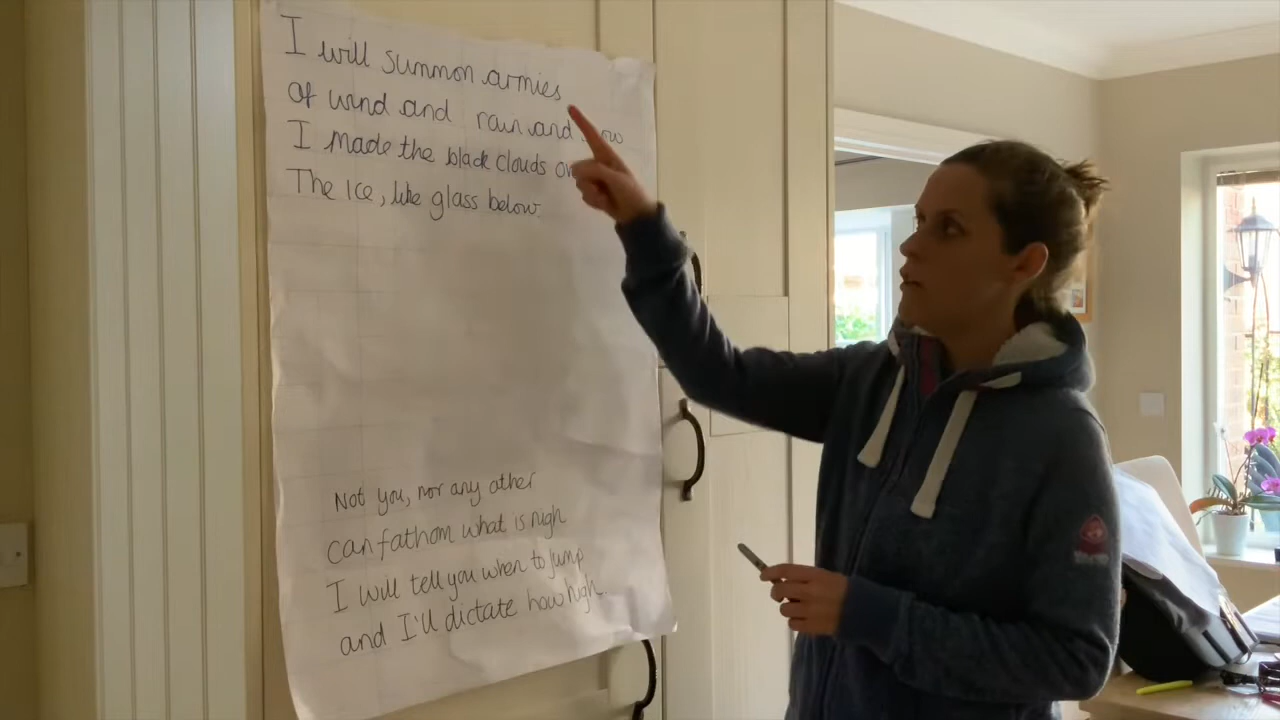 I will summon armies
Of wind and rain and
I made the black clouds
The Ice, like glass below.
Not you, nor any other
can fathom what is nigh
I will tell you when to jump
and I'll dictate how high.